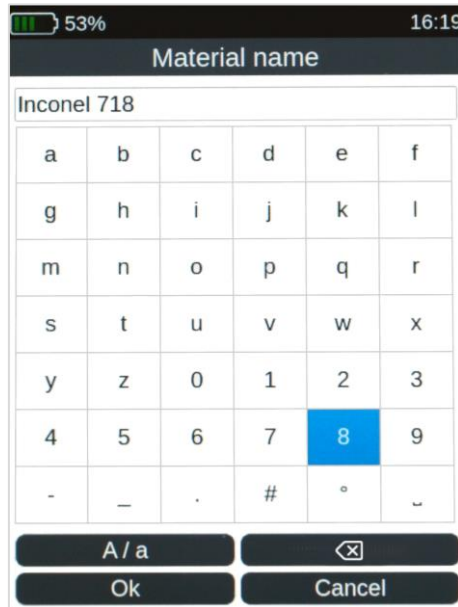 53% 16:19
Material name
Inconel 718
a b c d e f
g h i j k l
m n o p q r
s t u v w x
y z 0 1 2 3
4 5 6 7 8 9
- _ . # ° ⎵
A / a ⌫
Ok Cancel